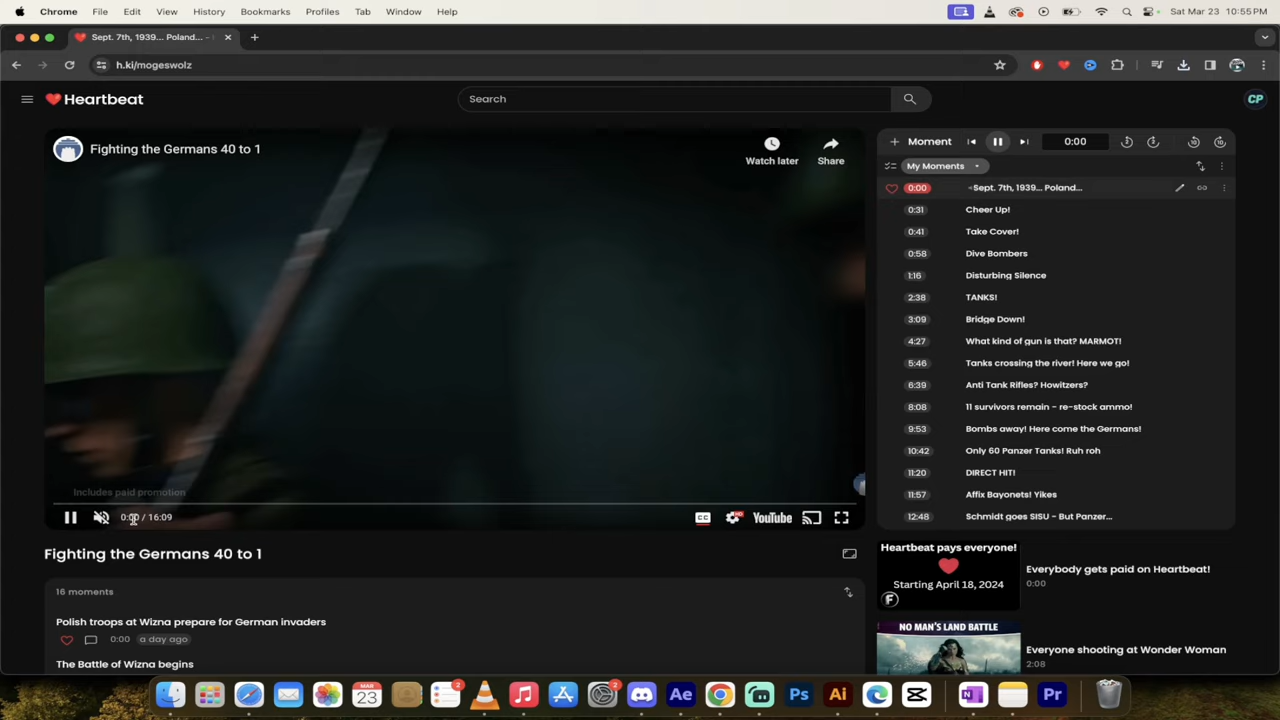 Chrome File Edit View History Bookmarks Profiles Tab Window Help Sat Mar 23 10:55 PM
Sept. 7th, 1939... Poland... -
h.ki/mogeswolz
Heartbeat
Search
CP
Fighting the Germans 40 to 1
Watch later
Share
Includes paid promotion
0:00 / 16:09
CC
HD
YouTube
Moment
0:00
My Moments
0:00 <Sept. 7th, 1939... Poland...
0:31 Cheer Up!
0:41 Take Cover!
0:58 Dive Bombers
1:16 Disturbing Silence
2:38 TANKS!
3:09 Bridge Down!
4:27 What kind of gun is that? MARMOT!
5:46 Tanks crossing the river! Here we go!
6:39 Anti Tank Rifles? Howitzers?
8:08 11 survivors remain - re-stock ammo!
9:53 Bombs away! Here come the Germans!
10:42 Only 60 Panzer Tanks! Ruh roh
11:20 DIRECT HIT!
11:57 Affix Bayonets! Yikes
12:48 Schmidt goes SISU - But Panzer...
Fighting the Germans 40 to 1
16 moments
Polish troops at Wizna prepare for German invaders
0:00 a day ago
The Battle of Wizna begins
Heartbeat pays everyone!
Starting April 18, 2024
F
Everybody gets paid on Heartbeat!
0:00
NO MAN'S LAND BATTLE
Everyone shooting at Wonder Woman
2:08
MAR
23
2
2
Ae
Ps
Ai
N
Pr